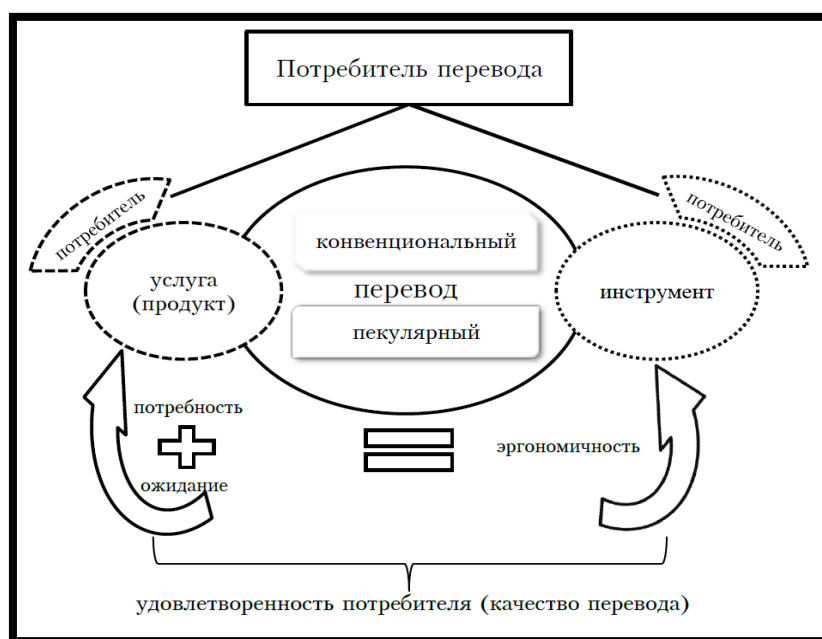 Потребитель перевода
потребитель
потребитель
конвенциональный
услуга
(продукт)
перевод
инструмент
пекулярный
потребность
эргономичность
ожидание
удовлетворенность потребителя (качество перевода)